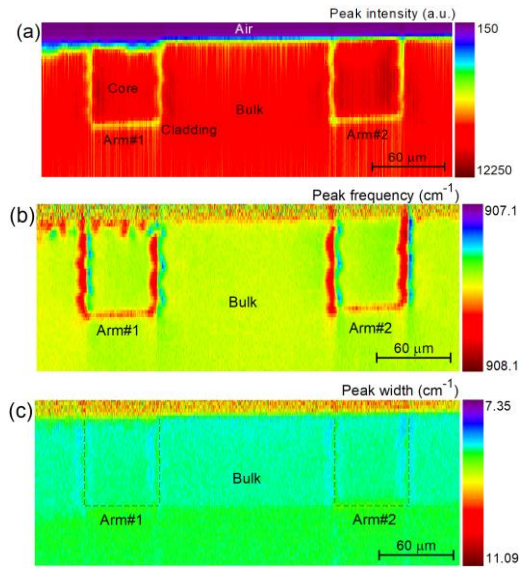 Peak intensity (a.u.)
(a)
Air
150
Core
Bulk
Arm#1
Cladding
Arm#2
60 μm
12250
Peak frequency (cm⁻¹)
(b)
907.1
Bulk
Arm#1
Arm#2
60 μm
908.1
Peak width (cm⁻¹)
(c)
7.35
Bulk
Arm#1
Arm#2
60 μm
11.09